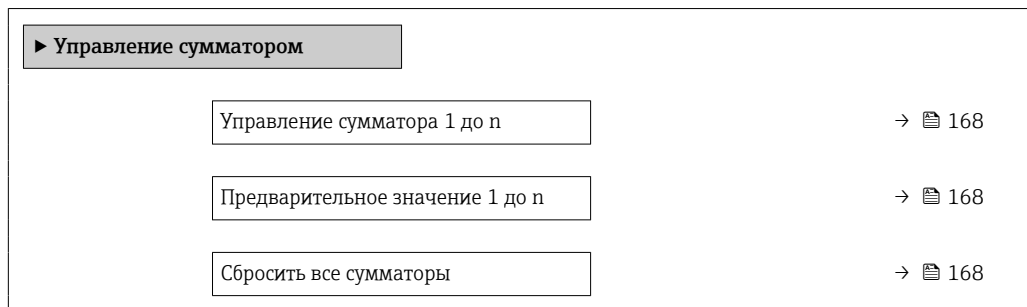 ▶ Управление сумматором
Управление сумматора 1 до n → 168
Предварительное значение 1 до n → 168
Сбросить все сумматоры → 168